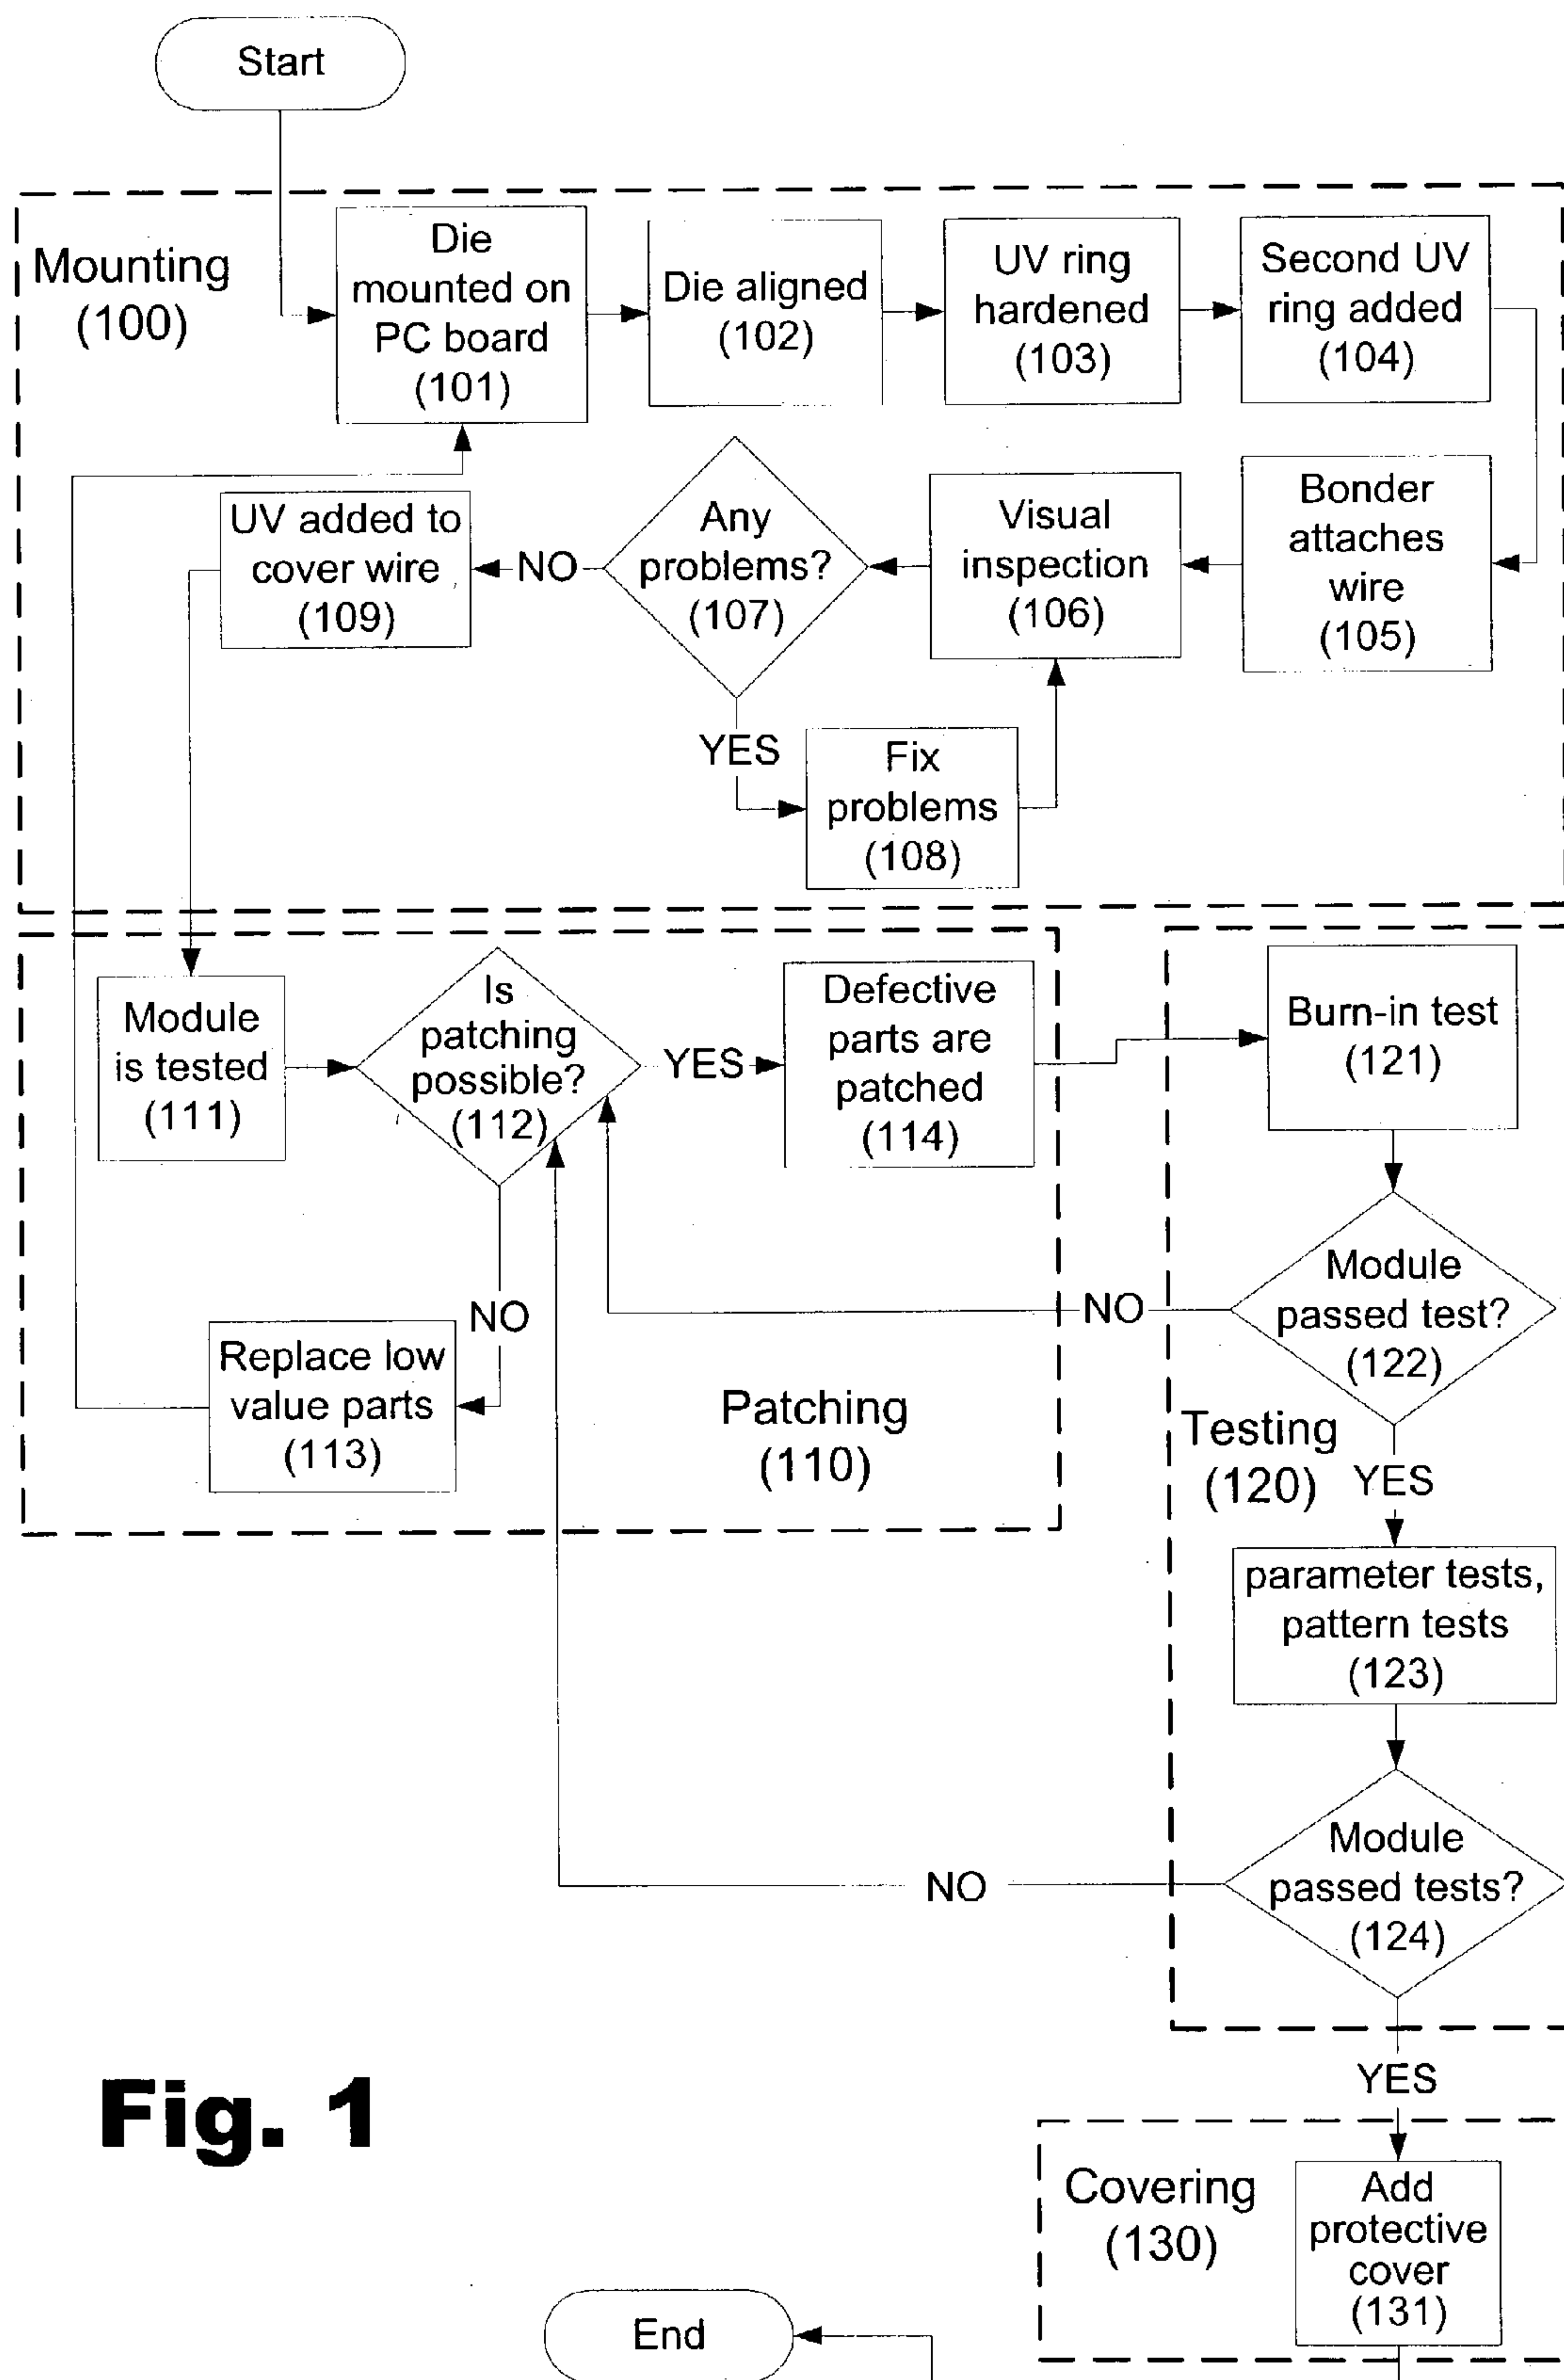 Start
Mounting
(100)
Die
mounted on
PC board
(101)
Die aligned
(102)
UV ring
hardened
(103)
Second UV
ring added
(104)
Bonder
attaches
wire
(105)
Visual
inspection
(106)
Any
problems?
(107)
NO
UV added to
cover wire
(109)
YES
Fix
problems
(108)
Module
is tested
(111)
Is
patching
possible?
(112)
YES
Defective
parts are
patched
(114)
NO
Replace low
value parts
(113)
Patching
(110)
Burn-in test
(121)
Module
passed test?
(122)
NO
Testing
(120)
YES
parameter tests,
pattern tests
(123)
Module
passed tests?
(124)
NO
YES
Fig. 1
Covering
(130)
Add
protective
cover
(131)
End